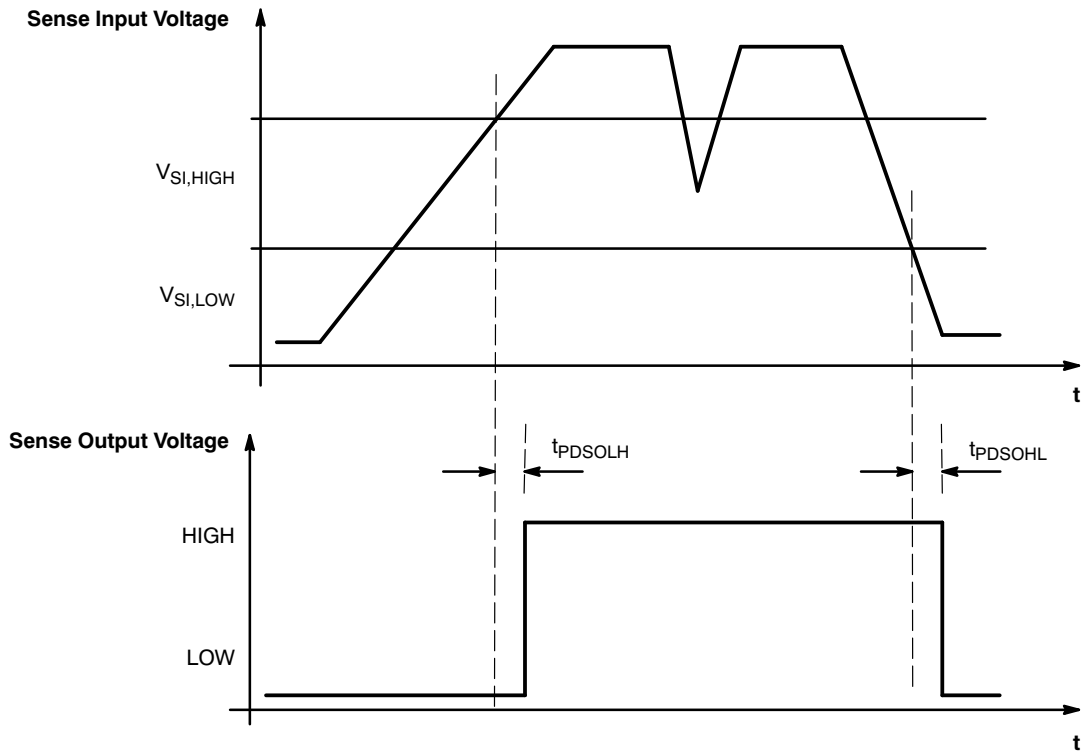 Sense Input Voltage
V_SI,HIGH
V_SI,LOW
t
Sense Output Voltage
t_PDSOLH
t_PDSOHL
HIGH
LOW
t